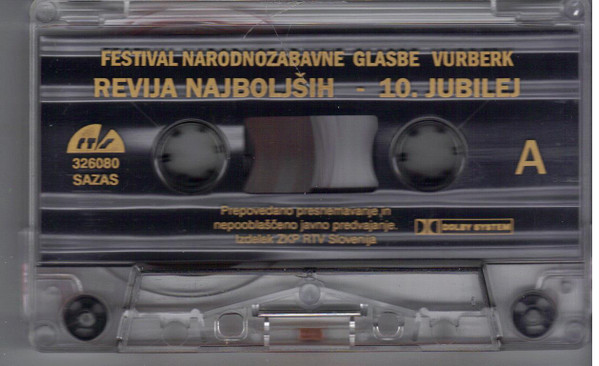 FESTIVAL NARODNOZABAVNE GLASBE VURBERK
REVIJA NAJBOLJŠIH - 10. JUBILEJ
RTS
326080
SAZAS
A
Prepovedano presnemavanje in
nepooblaščeno javno predvajanje.
Izdelek ZKP RTV Slovenija
DOLBY SYSTEM